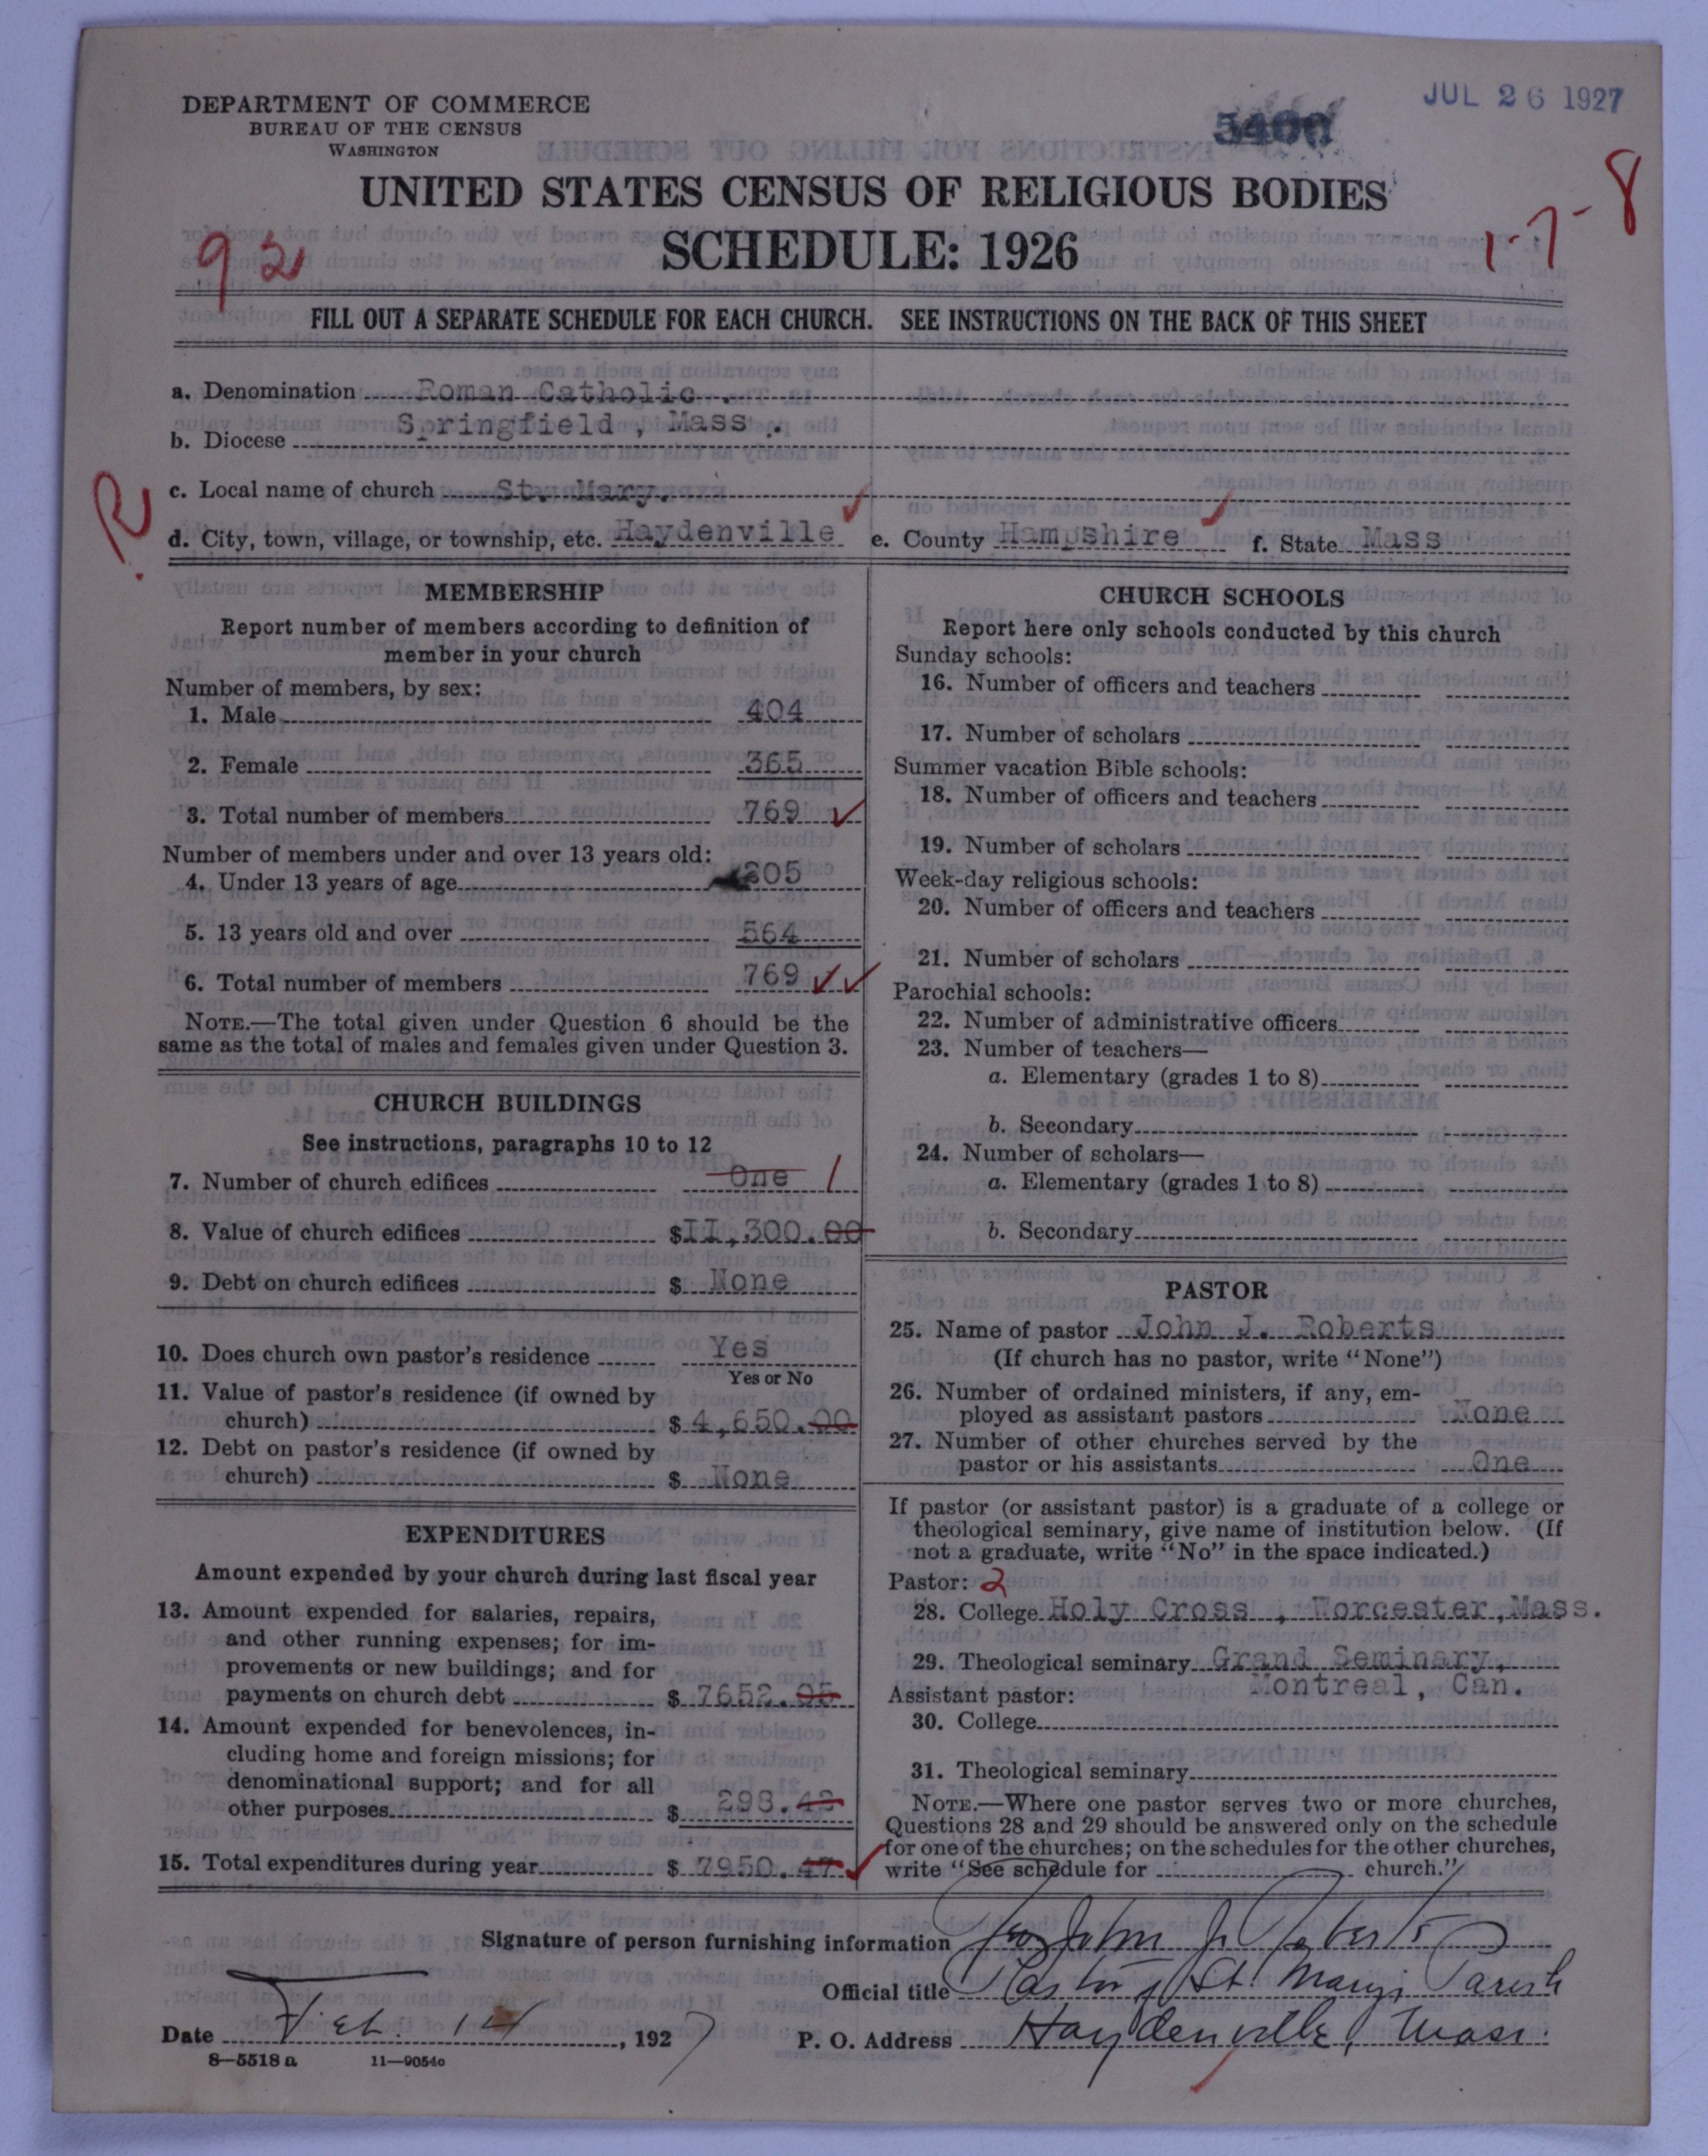 JUL 26 1927
DEPARTMENT OF COMMERCE
BUREAU OF THE CENSUS
WASHINGTON
5400
UNITED STATES CENSUS OF RELIGIOUS BODIES
SCHEDULE: 1926
92
1-7-8
FILL OUT A SEPARATE SCHEDULE FOR EACH CHURCH. SEE INSTRUCTIONS ON THE BACK OF THIS SHEET
a. Denomination Roman Catholic .
b. Diocese Springfield , Mass .
R
c. Local name of church St. Mary.
d. City, town, village, or township, etc. Haydenville e. County Hampshire f. State Mass
MEMBERSHIP
Report number of members according to definition of
member in your church
Number of members, by sex:
1. Male 404
2. Female 365
3. Total number of members 769
Number of members under and over 13 years old:
4. Under 13 years of age 205
5. 13 years old and over 564
6. Total number of members 769
NOTE.—The total given under Question 6 should be the
same as the total of males and females given under Question 3.
CHURCH BUILDINGS
See instructions, paragraphs 10 to 12
7. Number of church edifices One 1
8. Value of church edifices $II,300.00
9. Debt on church edifices $ None
10. Does church own pastor's residence Yes
Yes or No
11. Value of pastor's residence (if owned by
church) $ 4,650.00
12. Debt on pastor's residence (if owned by
church) $ None
EXPENDITURES
Amount expended by your church during last fiscal year
13. Amount expended for salaries, repairs,
and other running expenses; for im-
provements or new buildings; and for
payments on church debt $ 7652.05
14. Amount expended for benevolences, in-
cluding home and foreign missions; for
denominational support; and for all
other purposes $ 298.42
15. Total expenditures during year $ 7950.47
CHURCH SCHOOLS
Report here only schools conducted by this church
Sunday schools:
16. Number of officers and teachers
17. Number of scholars
Summer vacation Bible schools:
18. Number of officers and teachers
19. Number of scholars
Week-day religious schools:
20. Number of officers and teachers
21. Number of scholars
Parochial schools:
22. Number of administrative officers
23. Number of teachers—
a. Elementary (grades 1 to 8)
b. Secondary
24. Number of scholars—
a. Elementary (grades 1 to 8)
b. Secondary
PASTOR
25. Name of pastor John J. Roberts
(If church has no pastor, write "None")
26. Number of ordained ministers, if any, em-
ployed as assistant pastors None
27. Number of other churches served by the
pastor or his assistants One
If pastor (or assistant pastor) is a graduate of a college or
theological seminary, give name of institution below. (If
not a graduate, write "No" in the space indicated.)
Pastor: 2
28. College Holy Cross , Worcester, Mass.
29. Theological seminary Grand Seminary,
Montreal, Can.
Assistant pastor:
30. College
31. Theological seminary
NOTE.—Where one pastor serves two or more churches,
Questions 28 and 29 should be answered only on the schedule
for one of the churches; on the schedules for the other churches,
write "See schedule for church."
Signature of person furnishing information Rev John J. Roberts
Official title Pastor of St. Mary's Parish
Date Feb. 14, 1927 P. O. Address Haydenville, Mass.
8—5518 a 11—9054c